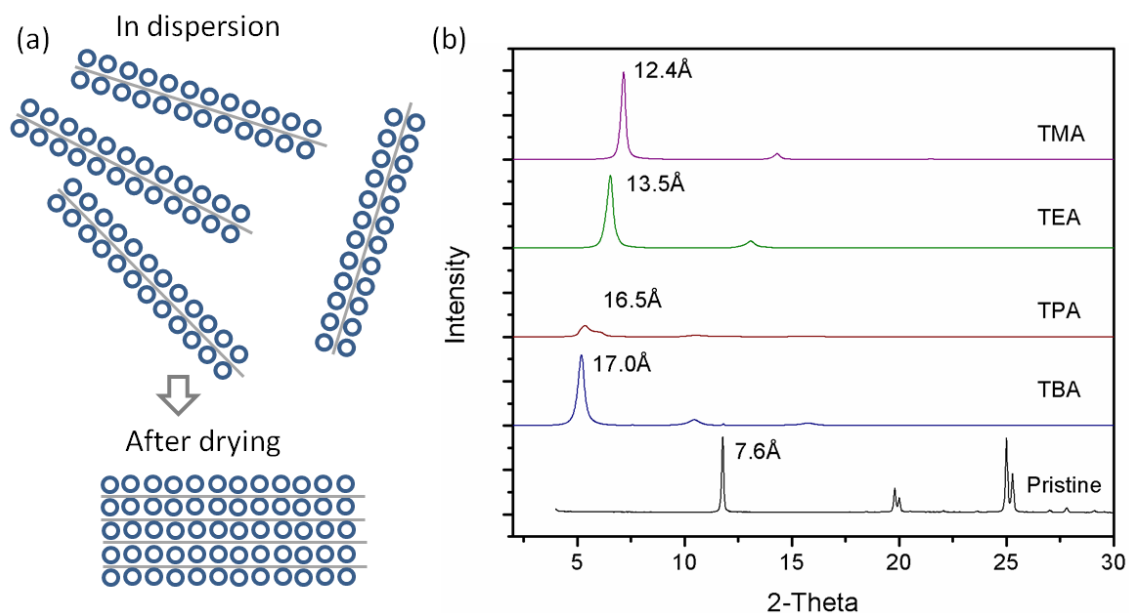 (a)
In dispersion
After drying
(b)
12.4Å
TMA
13.5Å
TEA
16.5Å
TPA
17.0Å
TBA
7.6Å
Pristine
Intensity
5 10 15 20 25 30
2-Theta